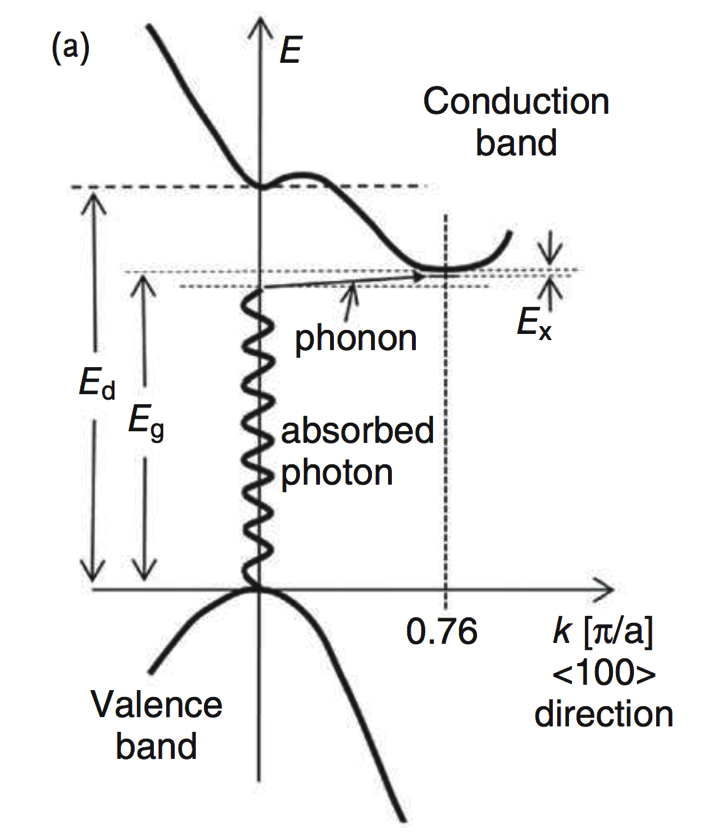 (a)
E
Conduction
band
phonon
E_x
E_d
E_g
absorbed
photon
0.76
k [π/a]
<100>
direction
Valence
band